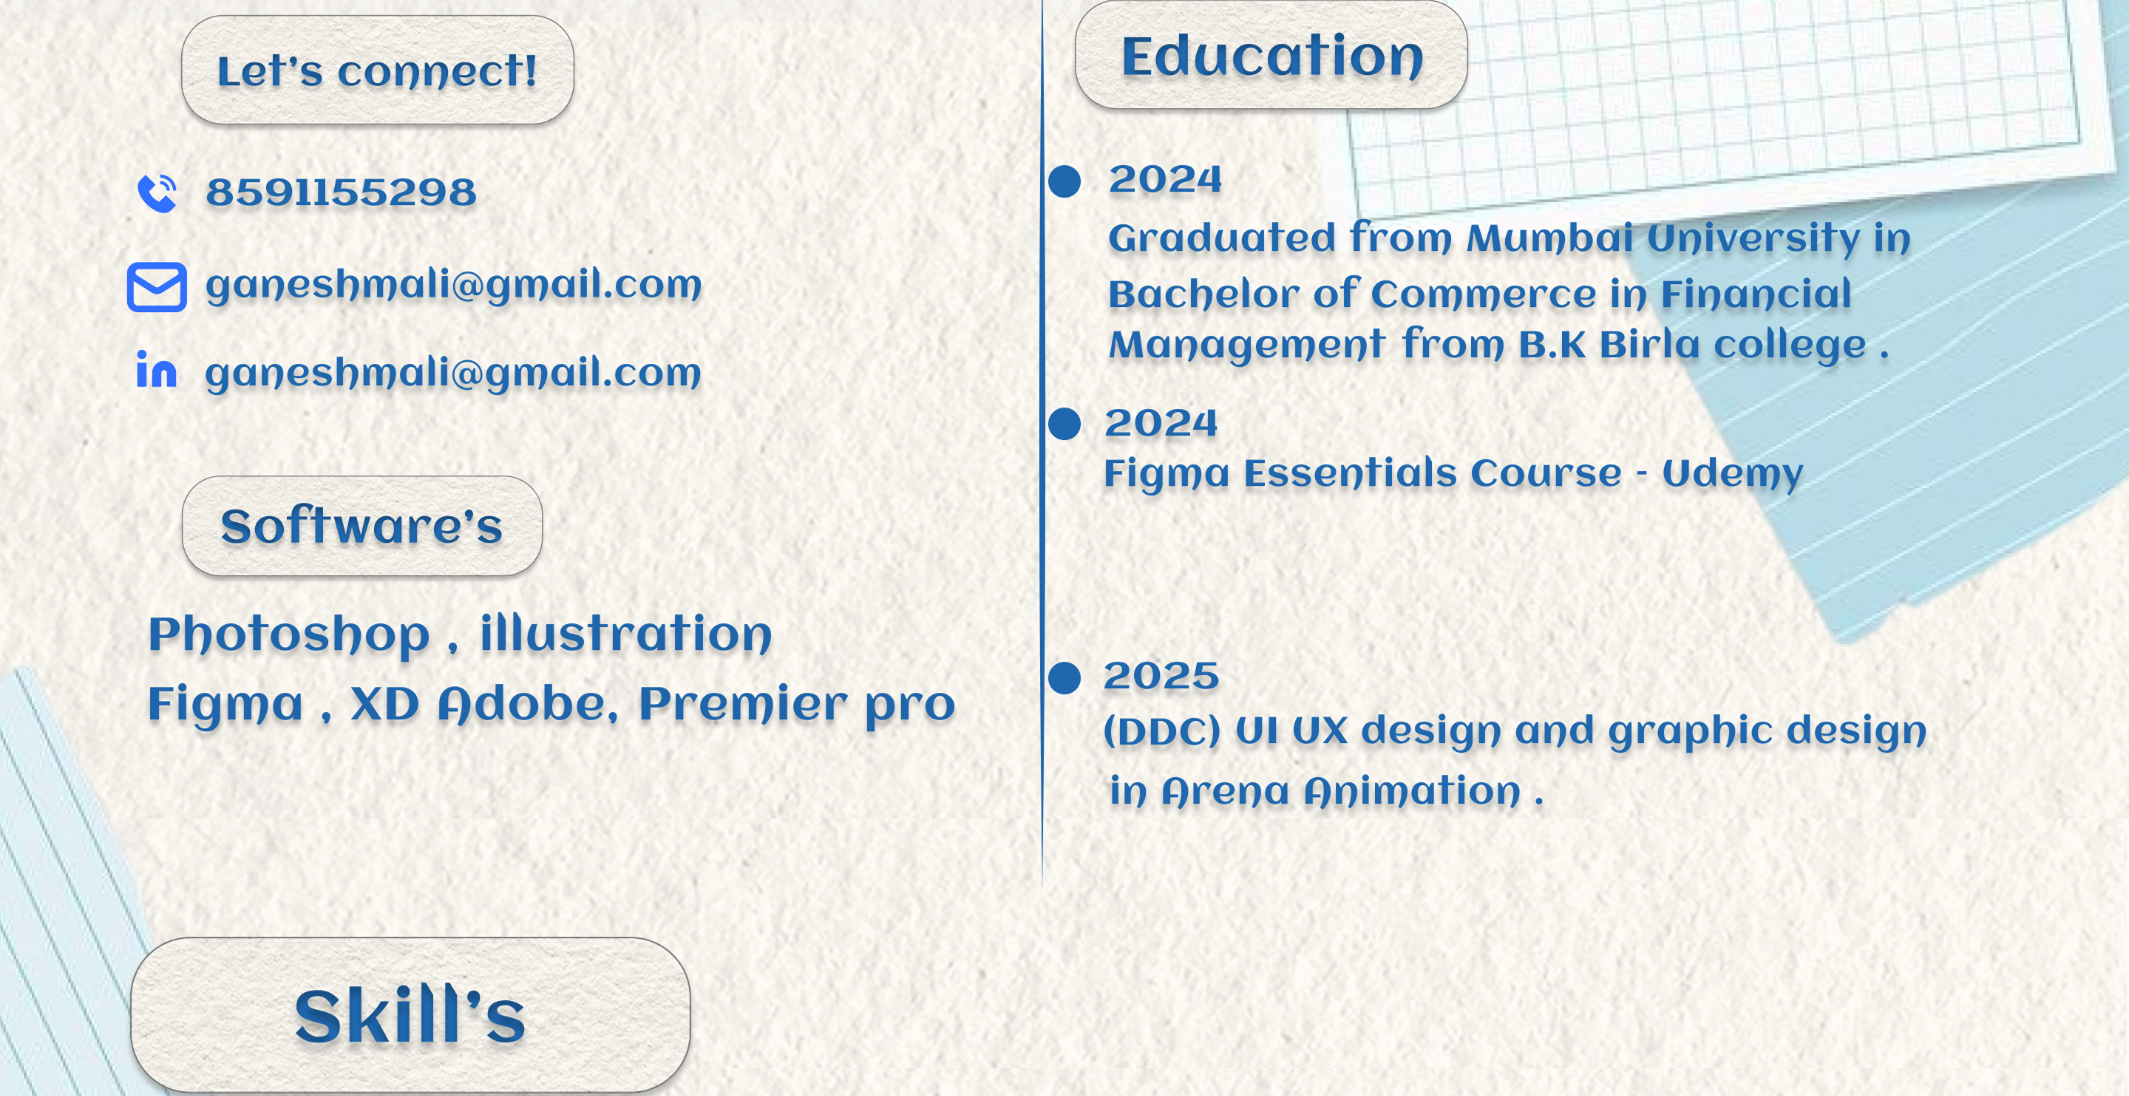 Let's connect!
8591155298
ganeshmali@gmail.com
in ganeshmali@gmail.com
Software's
Photoshop , illustration
Figma , XD Adobe, Premier pro
Skill's
Education
2024
Graduated from Mumbai University in
Bachelor of Commerce in Financial
Management from B.K Birla college .
2024
Figma Essentials Course - Udemy
2025
(DDC) UI UX design and graphic design
in Arena Animation .